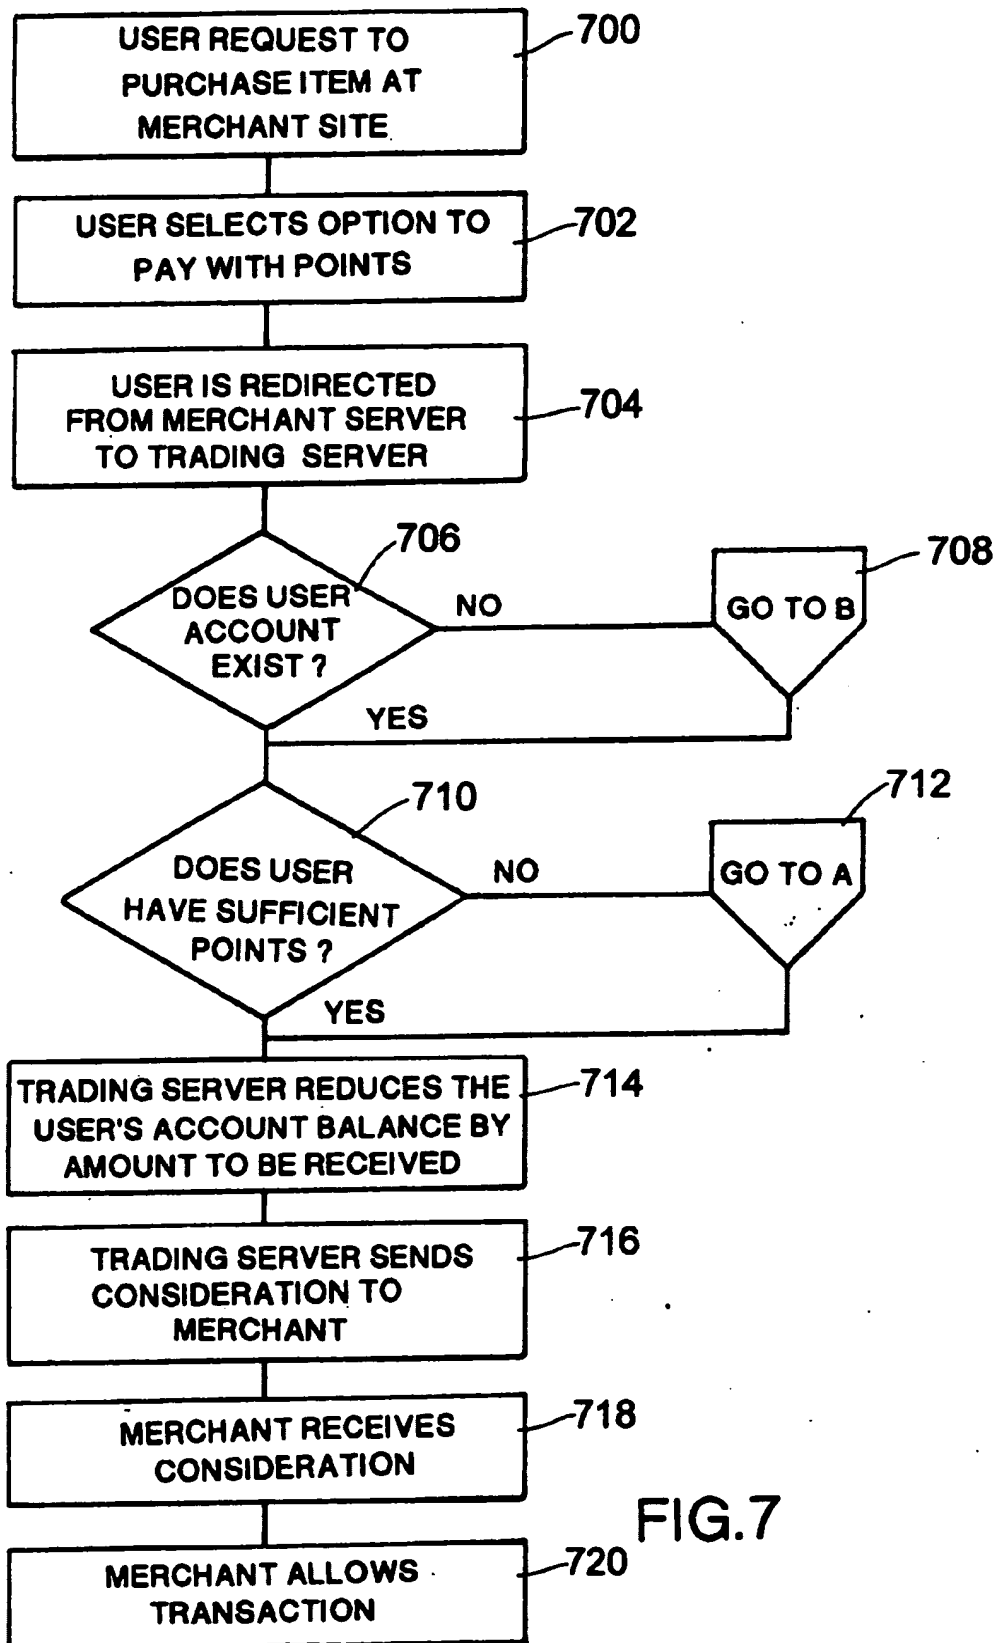 USER REQUEST TO
PURCHASE ITEM AT
MERCHANT SITE
700
USER SELECTS OPTION TO
PAY WITH POINTS
702
USER IS REDIRECTED
FROM MERCHANT SERVER
TO TRADING SERVER
704
706
DOES USER
ACCOUNT
EXIST ?
NO
708
GO TO B
YES
710
DOES USER
HAVE SUFFICIENT
POINTS ?
NO
712
GO TO A
YES
TRADING SERVER REDUCES THE
USER'S ACCOUNT BALANCE BY
AMOUNT TO BE RECEIVED
714
TRADING SERVER SENDS
CONSIDERATION TO
MERCHANT
716
MERCHANT RECEIVES
CONSIDERATION
718
MERCHANT ALLOWS
TRANSACTION
720
FIG.7